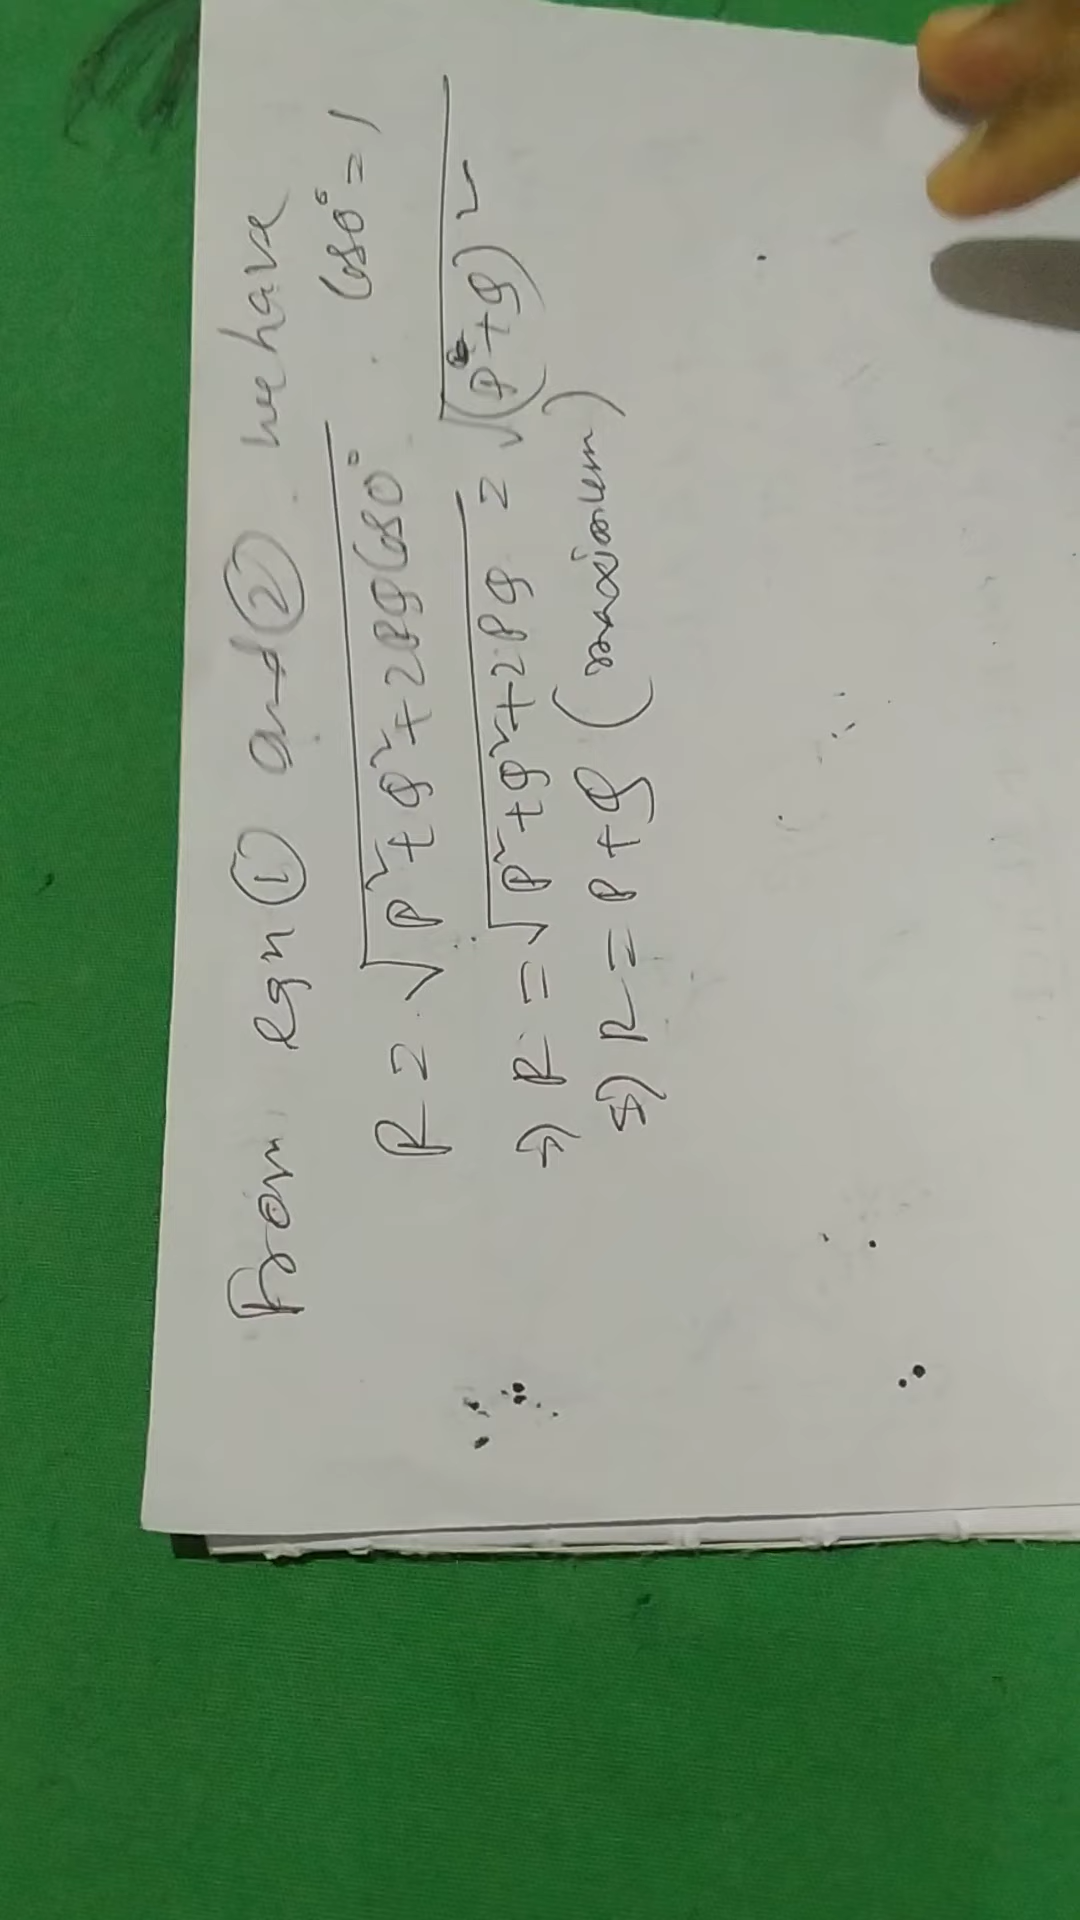 From eqn ① and ② we have
R = √P²+Q²+2PQ Cos0° Cos0° = 1
⇒ R = √P²+Q²+2PQ = √(P+Q)²
⇒ R = P+Q (maximum)